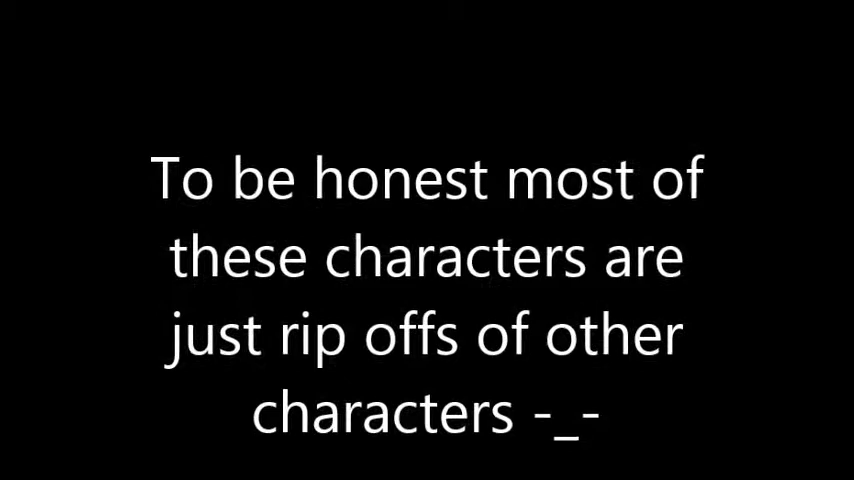 To be honest most of
these characters are
just rip offs of other
characters -_-